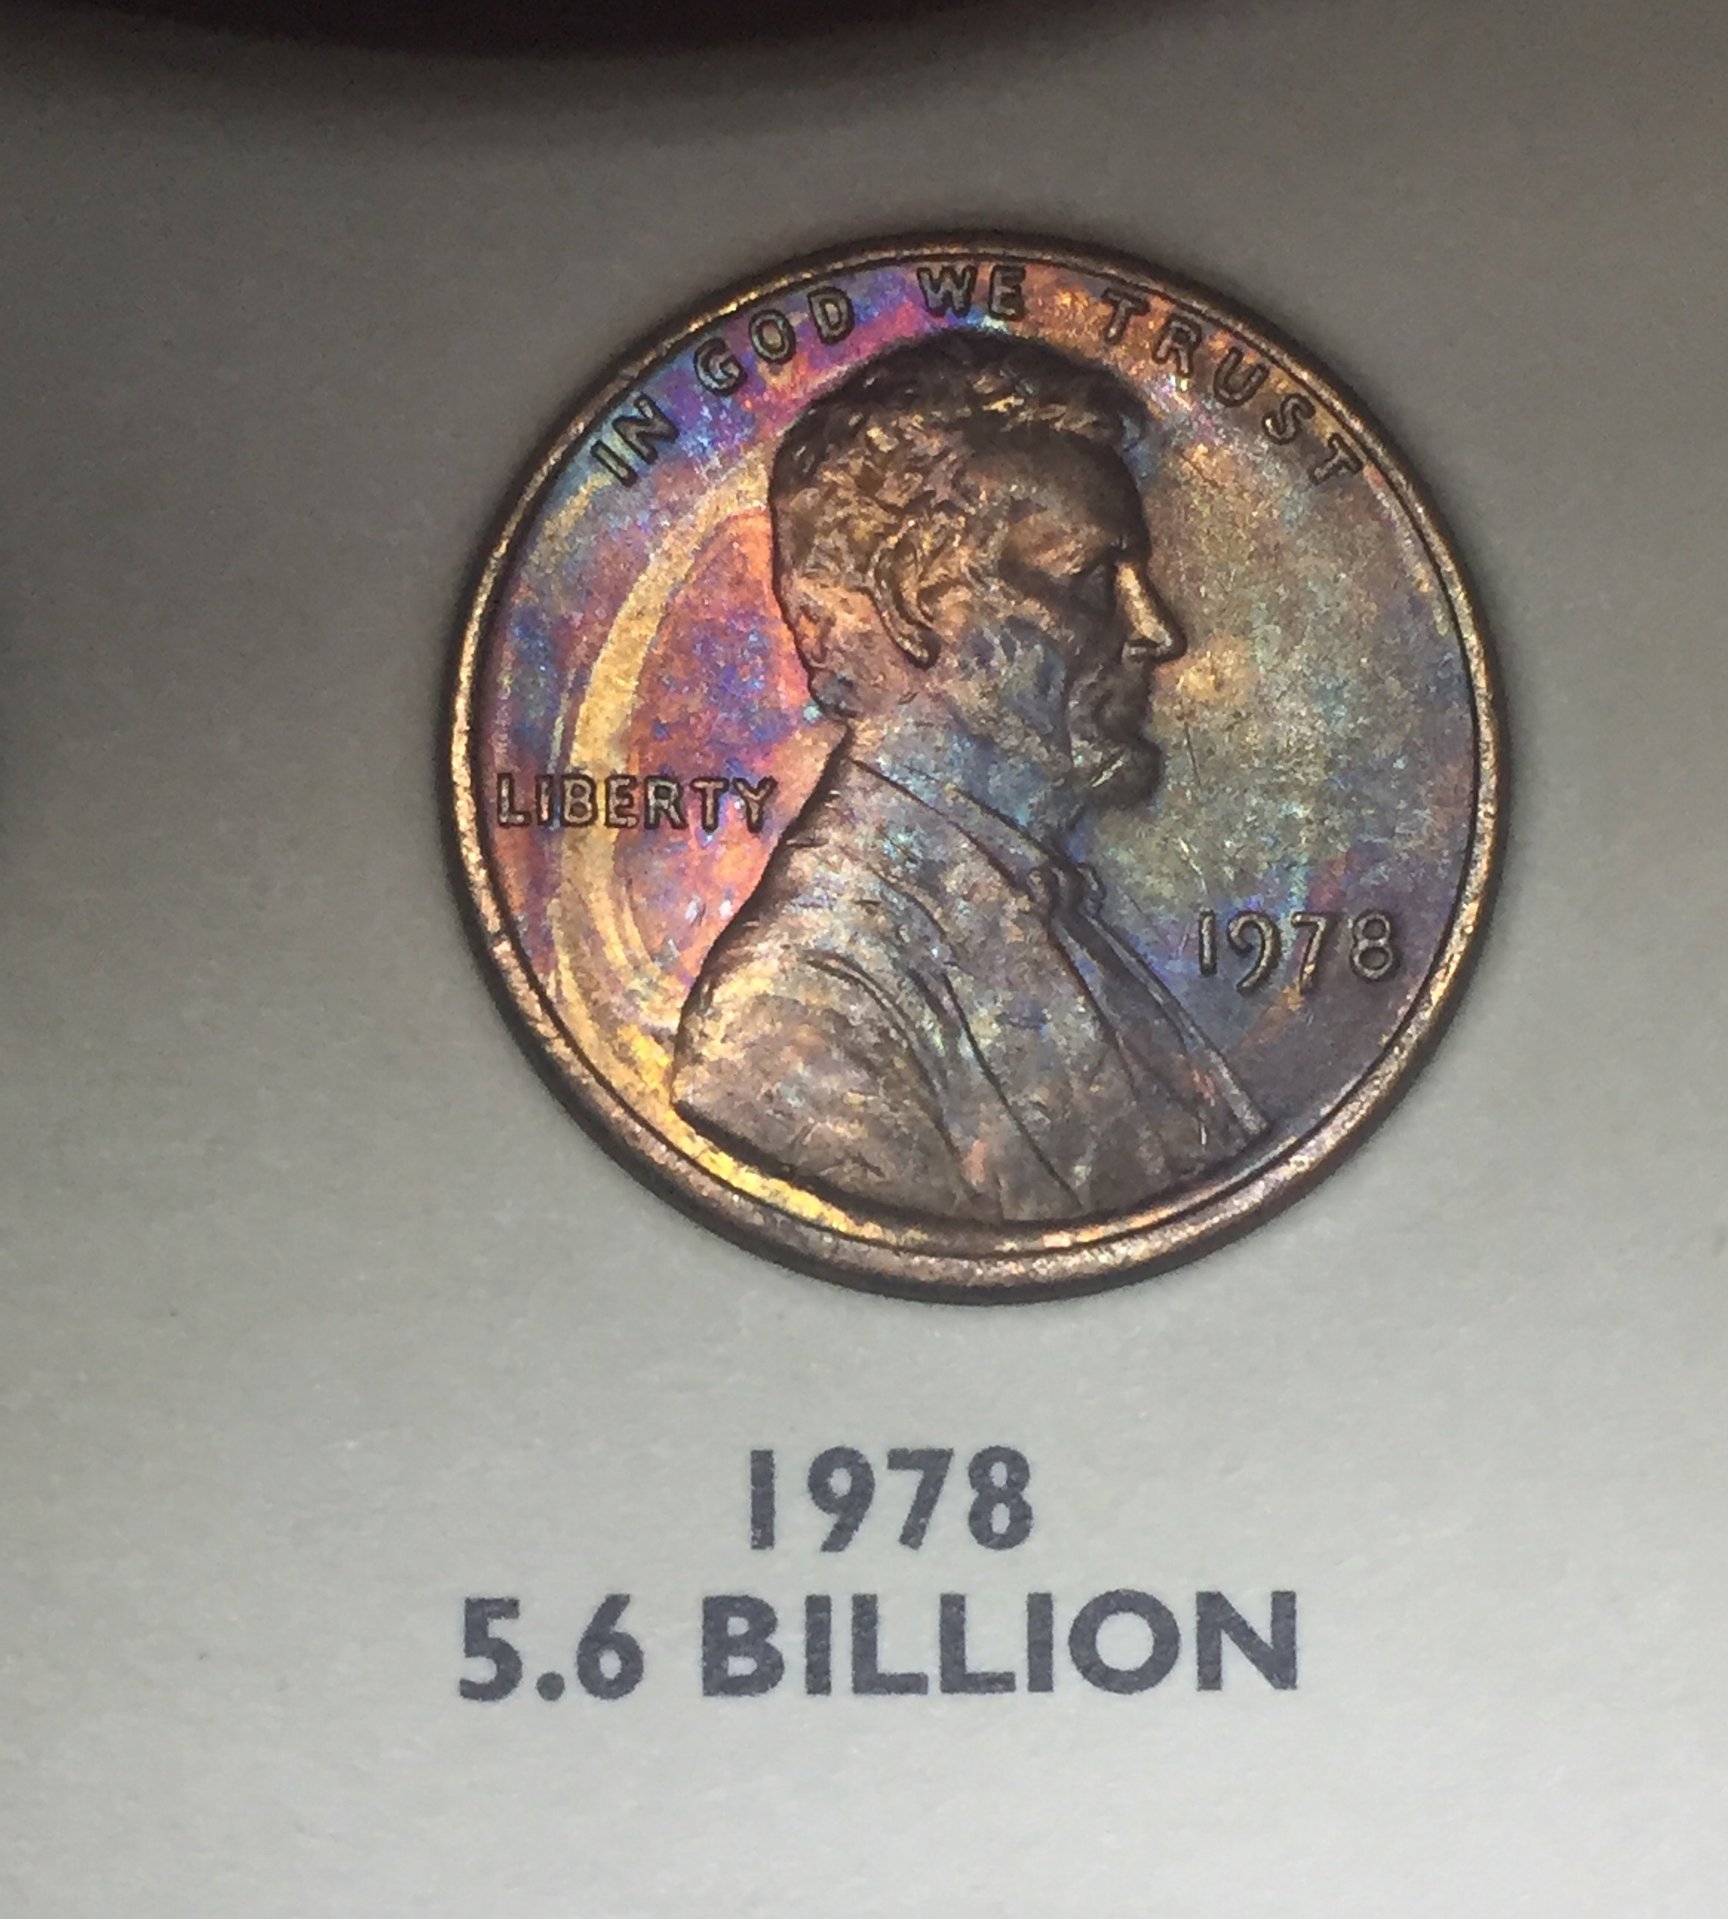 IN GOD WE TRUST
LIBERTY
1978
1978
5.6 BILLION